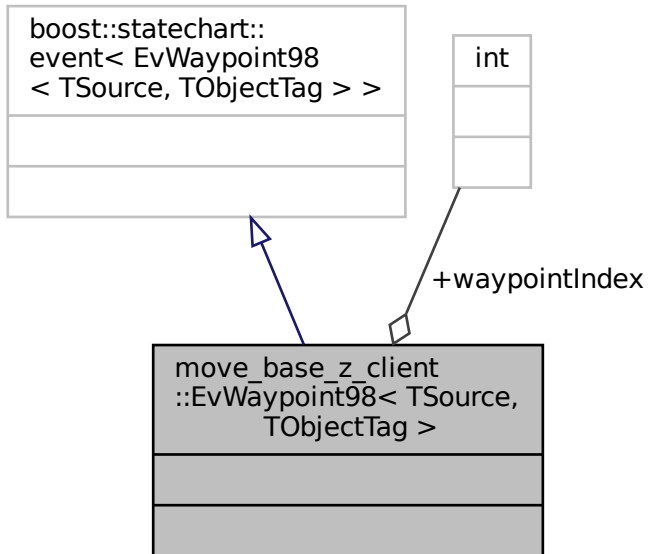 boost::statechart::
event< EvWaypoint98
< TSource, TObjectTag > >
int
+waypointIndex
move_base_z_client
::EvWaypoint98< TSource,
TObjectTag >